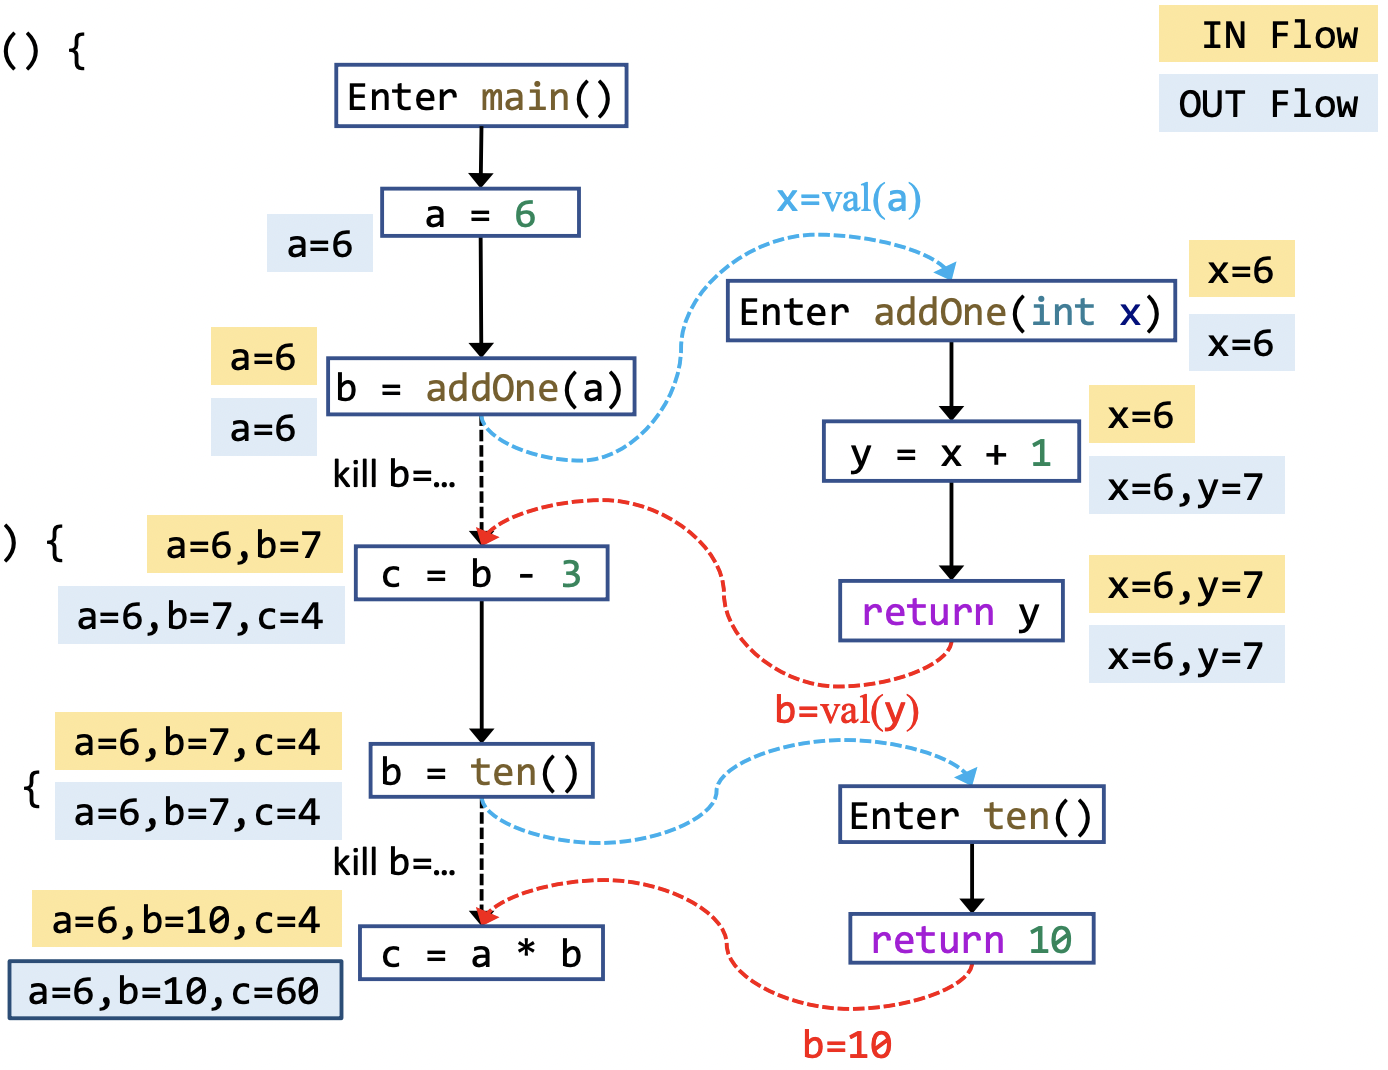 () {
IN Flow
OUT Flow
Enter main()
a = 6
a=6
x=val(a)
x=6
Enter addOne(int x)
x=6
a=6
b = addOne(a)
a=6
kill b=…
x=6
y = x + 1
x=6,y=7
) {
a=6,b=7
c = b - 3
a=6,b=7,c=4
x=6,y=7
return y
x=6,y=7
b=val(y)
a=6,b=7,c=4
{
b = ten()
a=6,b=7,c=4
kill b=…
Enter ten()
a=6,b=10,c=4
c = a * b
return 10
a=6,b=10,c=60
b=10